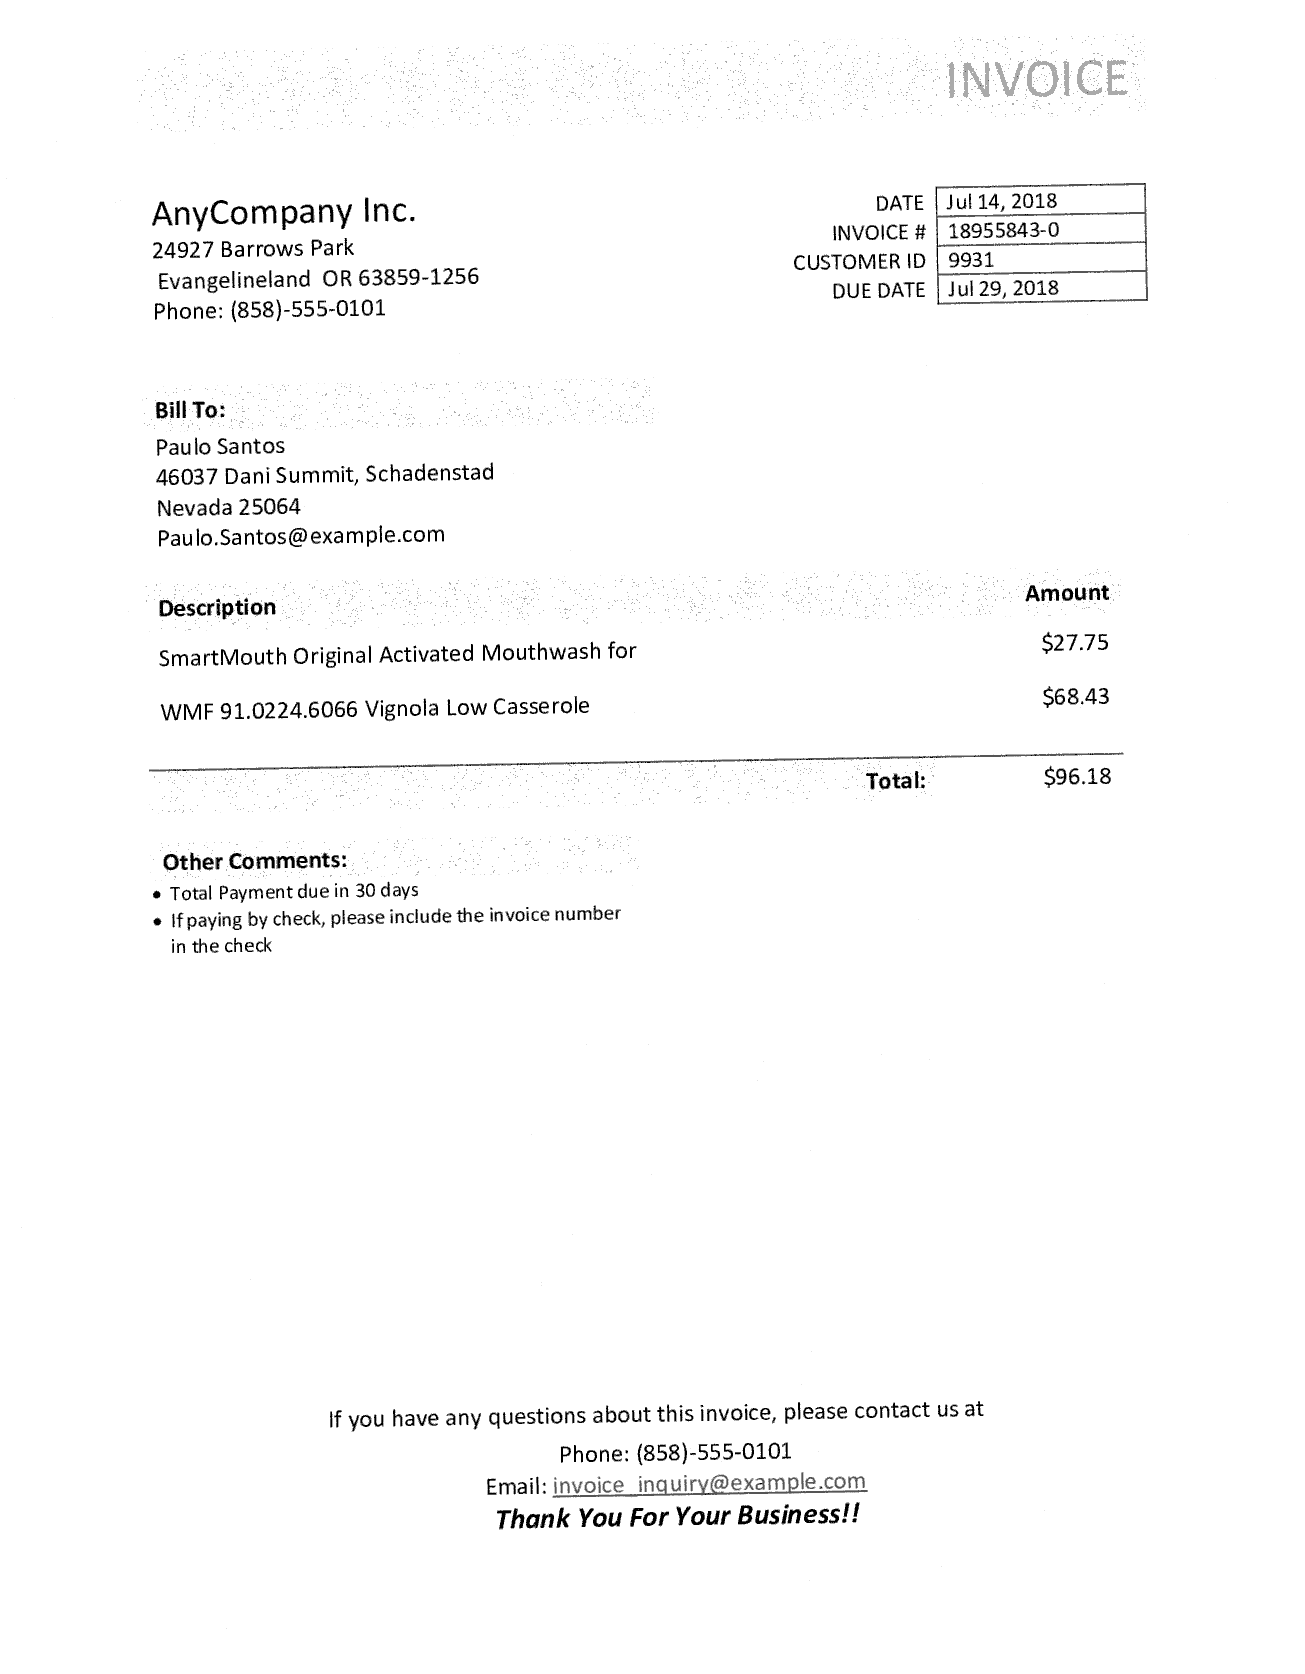 INVOICE
AnyCompany Inc.
24927 Barrows Park
Evangelineland OR 63859-1256
Phone: (858)-555-0101
DATE Jul 14, 2018
INVOICE # 18955843-0
CUSTOMER ID 9931
DUE DATE Jul 29, 2018
Bill To:
Paulo Santos
46037 Dani Summit, Schadenstad
Nevada 25064
Paulo.Santos@example.com
Description Amount
SmartMouth Original Activated Mouthwash for $27.75
WMF 91.0224.6066 Vignola Low Casserole $68.43
Total: $96.18
Other Comments:
• Total Payment due in 30 days
• If paying by check, please include the invoice number
in the check
If you have any questions about this invoice, please contact us at
Phone: (858)-555-0101
Email: invoice_inquiry@example.com
Thank You For Your Business!!